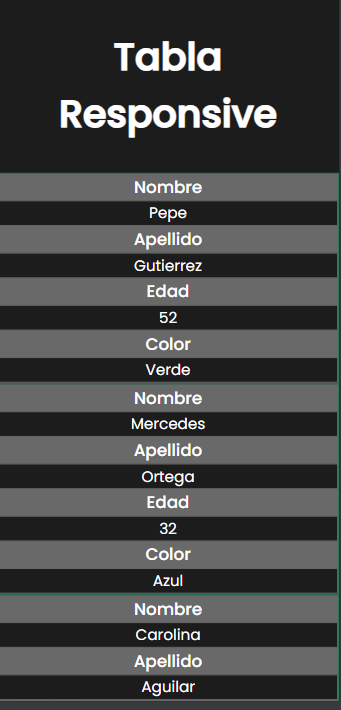 Tabla
Responsive
Nombre
Pepe
Apellido
Gutierrez
Edad
52
Color
Verde
Nombre
Mercedes
Apellido
Ortega
Edad
32
Color
Azul
Nombre
Carolina
Apellido
Aguilar